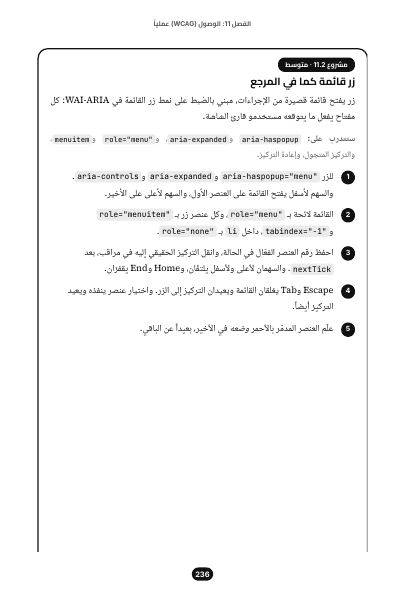 الفصل 11: الوصول (WCAG) عملياً
مشروع 11.2 · متوسط
زر قائمة كما في المرجع
زر يفتح قائمة قصيرة من الإجراءات، مبني بالضبط على نمط زر القائمة في WAI-ARIA: كل
مفتاح يفعل ما يتوقعه مستخدمو قارئ الشاشة.
ستتدرب على: aria-haspopup و aria-expanded، و role="menu" و menuitem،
والتركيز المتجول، وإعادة التركيز.
1 للزر aria-haspopup="menu" و aria-expanded و aria-controls.
والسهم لأسفل يفتح القائمة على العنصر الأول، والسهم لأعلى على الأخير.
2 القائمة لائحة بـ role="menu"، وكل عنصر زر بـ role="menuitem"
و tabindex="-1"، داخل li بـ role="none".
3 احفظ رقم العنصر الفعّال في الحالة، وانقل التركيز الحقيقي إليه في مراقب، بعد
nextTick. والسهمان لأعلى ولأسفل يلتفّان، وHome وEnd يقفزان.
4 Escape وTab يغلقان القائمة ويعيدان التركيز إلى الزر. واختيار عنصر ينفذه ويعيد
التركيز أيضاً.
5 علّم العنصر المدمّر بالأحمر وضعه في الأخير، بعيداً عن الباقي.
236